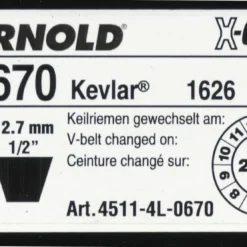 RNOLD® X-
670 Kevlar® 1626
2.7 mm
1/2"
Keilriemen gewechselt am:
V-belt changed on:
Ceinture changé sur:
Art.4511-4L-0670